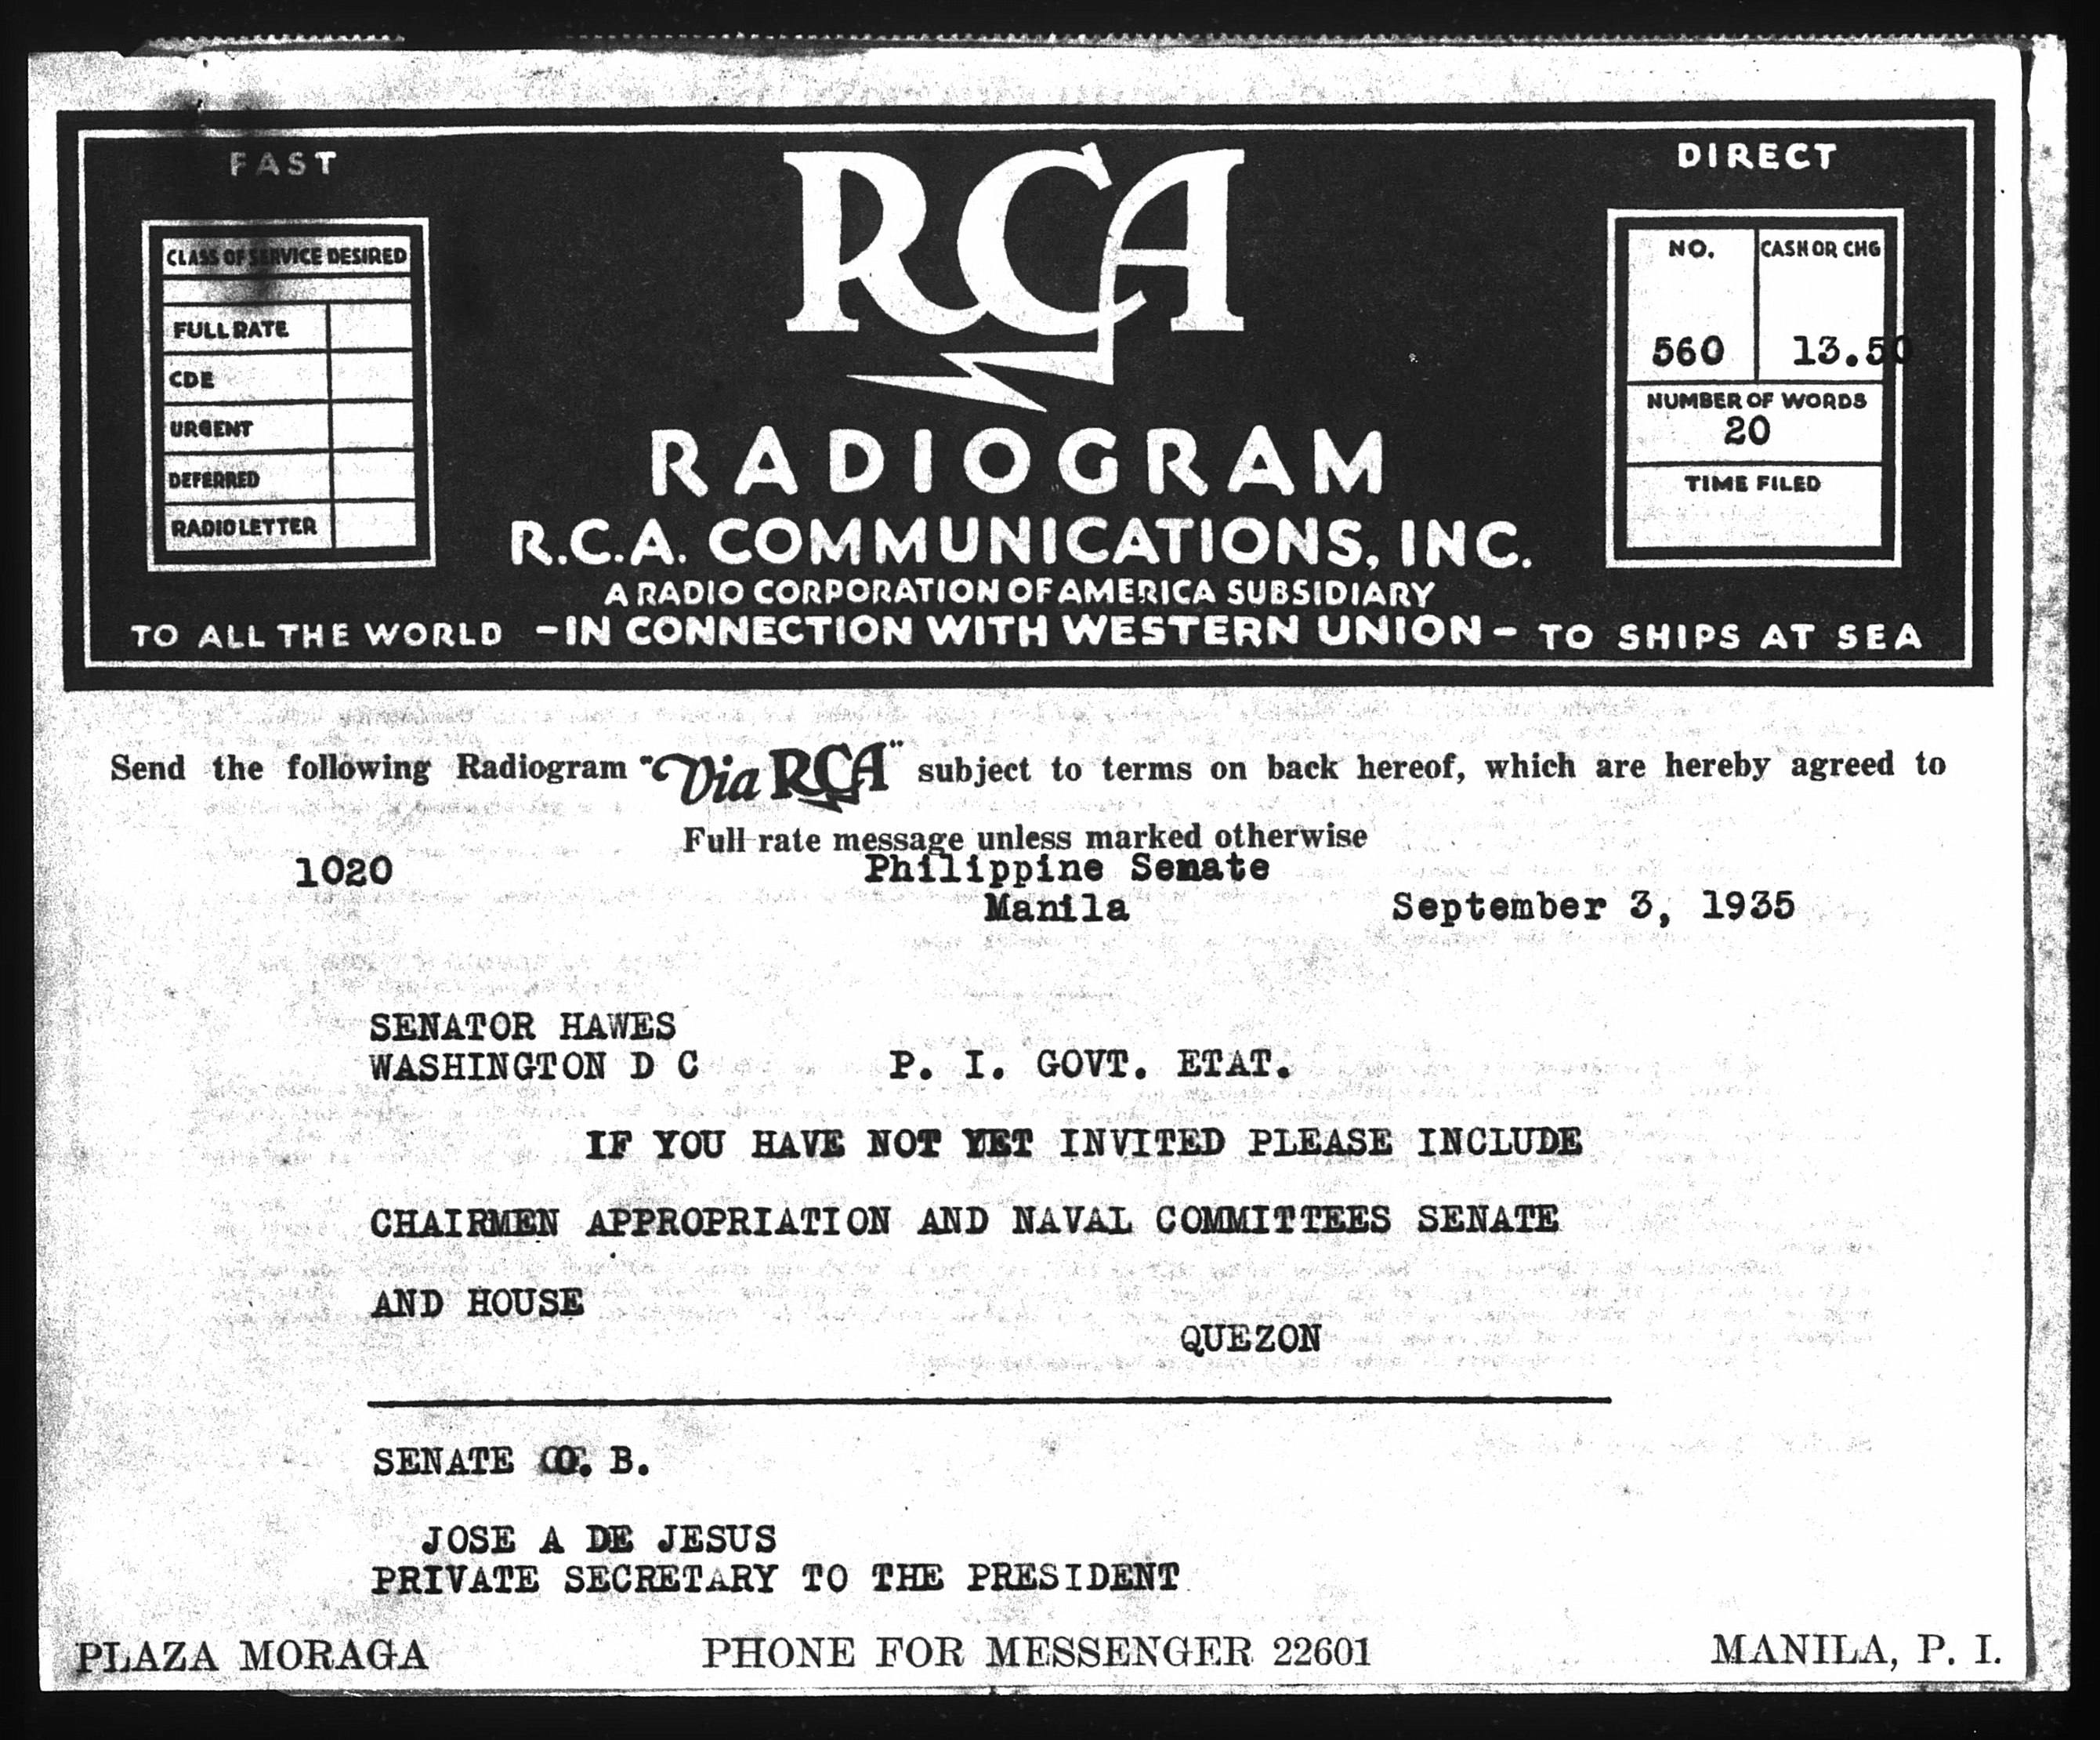 FAST
DIRECT
RCA
CLASS OF SERVICE DESIRED
FULL RATE
CDE
URGENT
DEFERRED
RADIOLETTER
NO.
CASH OR CHG
560
13.50
NUMBER OF WORDS
20
TIME FILED
RADIOGRAM
R.C.A. COMMUNICATIONS, INC.
A RADIO CORPORATION OF AMERICA SUBSIDIARY
TO ALL THE WORLD -IN CONNECTION WITH WESTERN UNION- TO SHIPS AT SEA
Send the following Radiogram "Via RCA" subject to terms on back hereof, which are hereby agreed to
Full rate message unless marked otherwise
1020 Philippine Senate
Manila September 3, 1935
SENATOR HAWES
WASHINGTON D C P. I. GOVT. ETAT.
IF YOU HAVE NOT YET INVITED PLEASE INCLUDE
CHAIRMEN APPROPRIATION AND NAVAL COMMITTEES SENATE
AND HOUSE
QUEZON
SENATE O. B.
JOSE A DE JESUS
PRIVATE SECRETARY TO THE PRESIDENT
PLAZA MORAGA PHONE FOR MESSENGER 22601 MANILA, P. I.